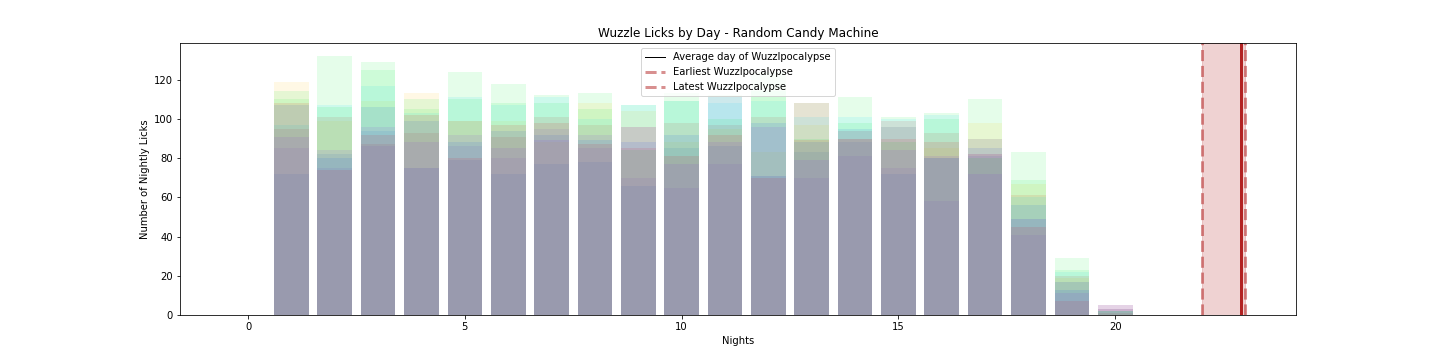 Wuzzle Licks by Day - Random Candy Machine
Average day of Wuzzlpocalypse
Earliest Wuzzlpocalypse
Latest Wuzzlpocalypse
Number of Nightly Licks
120
100
80
60
40
20
0
0 5 10 15 20
Nights